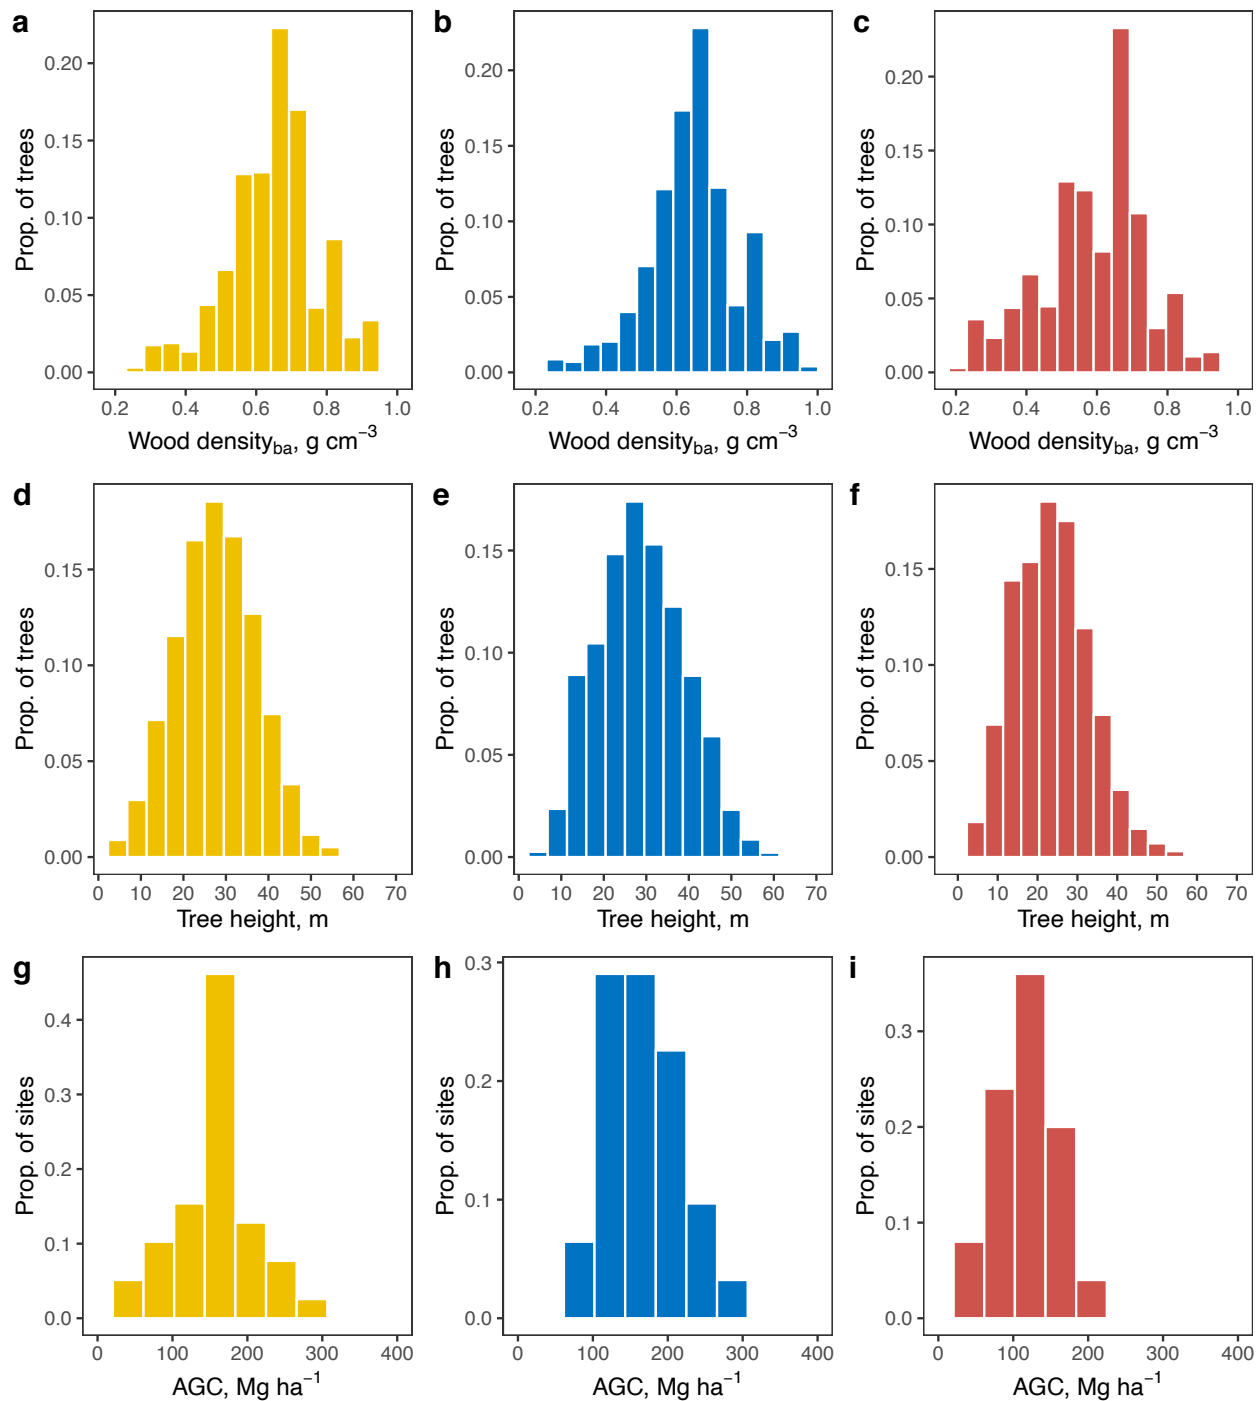 a
b
c
Prop. of trees
0.20
0.15
0.10
0.05
0.00
0.2 0.4 0.6 0.8 1.0
Wood density_ba, g cm⁻³
Prop. of trees
0.20
0.15
0.10
0.05
0.00
0.2 0.4 0.6 0.8 1.0
Wood density_ba, g cm⁻³
Prop. of trees
0.20
0.15
0.10
0.05
0.00
0.2 0.4 0.6 0.8 1.0
Wood density_ba, g cm⁻³
d
e
f
Prop. of trees
0.15
0.10
0.05
0.00
0 10 20 30 40 50 60 70
Tree height, m
Prop. of trees
0.15
0.10
0.05
0.00
0 10 20 30 40 50 60 70
Tree height, m
Prop. of trees
0.15
0.10
0.05
0.00
0 10 20 30 40 50 60 70
Tree height, m
g
h
i
Prop. of sites
0.4
0.3
0.2
0.1
0.0
0 100 200 300 400
AGC, Mg ha⁻¹
Prop. of sites
0.3
0.2
0.1
0.0
0 100 200 300 400
AGC, Mg ha⁻¹
Prop. of sites
0.3
0.2
0.1
0.0
0 100 200 300 400
AGC, Mg ha⁻¹